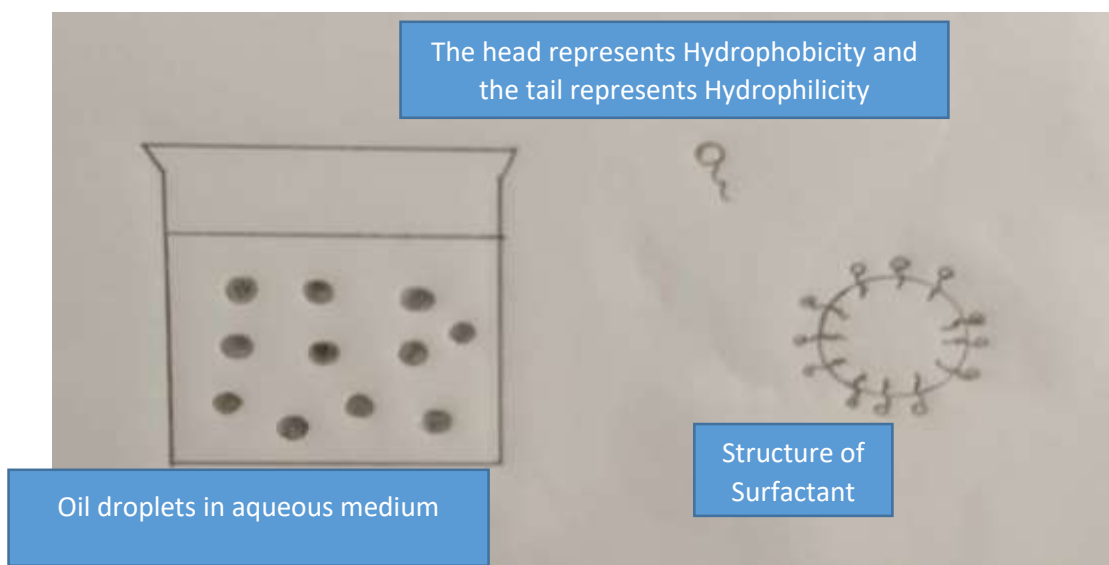 The head represents Hydrophobicity and
the tail represents Hydrophilicity
Structure of
Surfactant
Oil droplets in aqueous medium